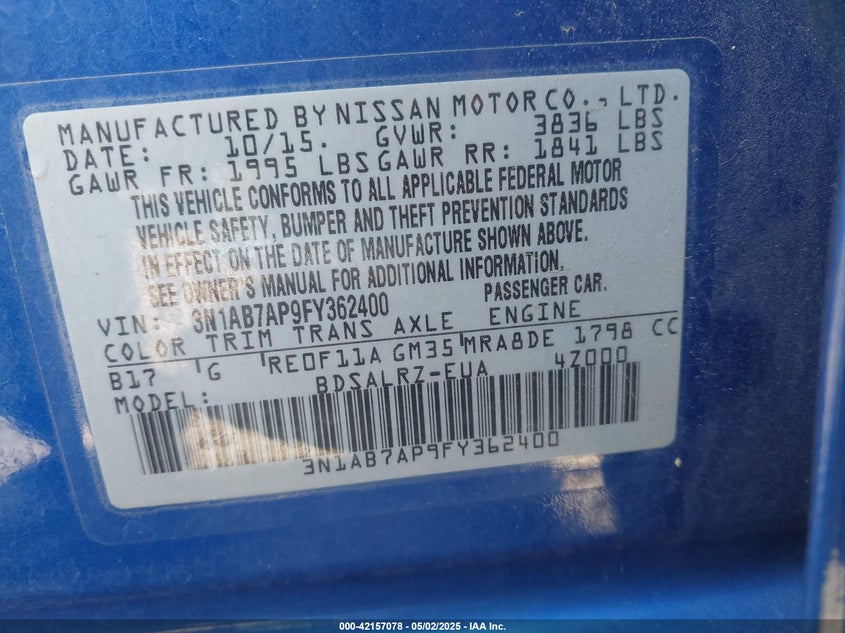 MANUFACTURED BY NISSAN MOTOR CO., LTD.
DATE: 10/15. GVWR: 3836 LBS
GAWR FR: 1995 LBS GAWR RR: 1841 LBS
THIS VEHICLE CONFORMS TO ALL APPLICABLE FEDERAL MOTOR
VEHICLE SAFETY, BUMPER AND THEFT PREVENTION STANDARDS
IN EFFECT ON THE DATE OF MANUFACTURE SHOWN ABOVE.
SEE OWNER'S MANUAL FOR ADDITIONAL INFORMATION.
VIN: 3N1AB7AP9FY362400 PASSENGER CAR.
COLOR TRIM TRANS AXLE ENGINE
B17 G RE0F11A GM35 MRA8DE 1798 CC
MODEL: BDSALRZ-EUA 4Z000
3N1AB7AP9FY362400
000-42157078 - 05/02/2025 - IAA Inc.